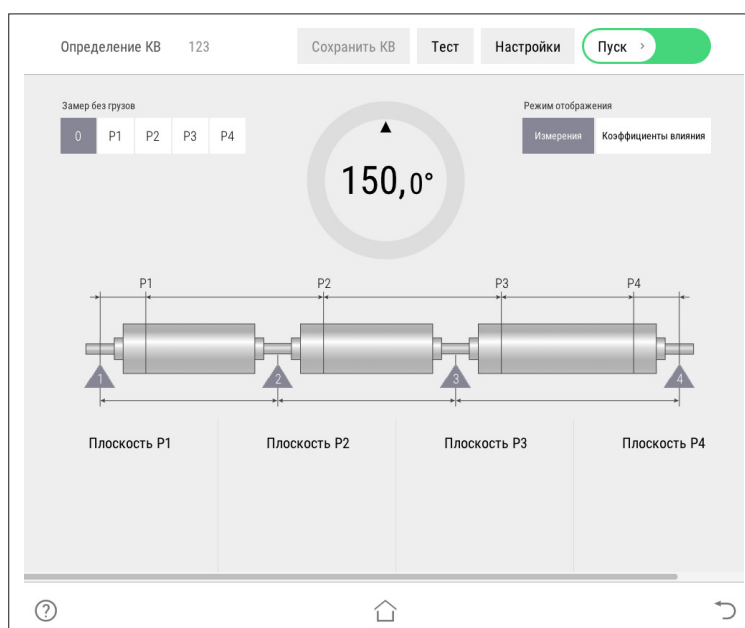 Определение КВ 123 Сохранить КВ Тест Настройки Пуск
Замер без грузов
0 P1 P2 P3 P4
Режим отображения
Измерения Коэффициенты влияния
150,0°
P1 P2 P3 P4
1 2 3 4
Плоскость P1 Плоскость P2 Плоскость P3 Плоскость P4
?